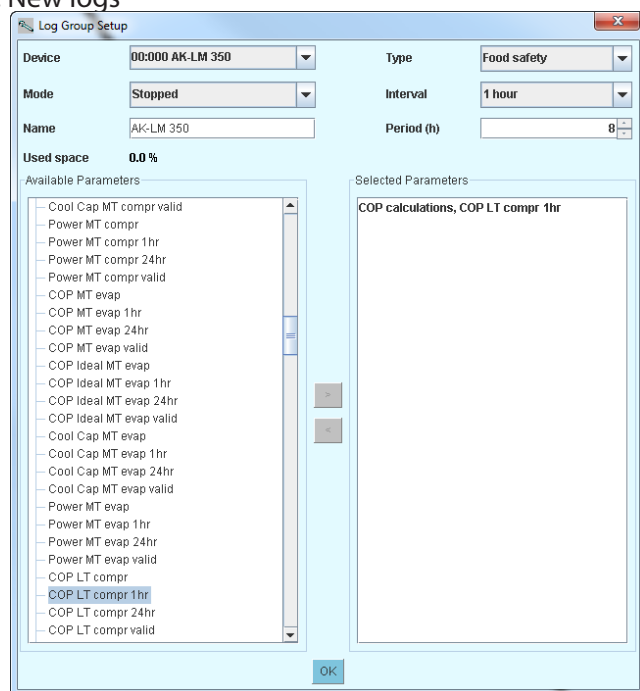 New logs
Log Group Setup
Device 00:000 AK-LM 350 Type Food safety
Mode Stopped Interval 1 hour
Name AK-LM 350 Period (h) 8
Used space 0.0 %
Available Parameters
Cool Cap MT compr valid
Power MT compr
Power MT compr 1hr
Power MT compr 24hr
Power MT compr valid
COP MT evap
COP MT evap 1hr
COP MT evap 24hr
COP MT evap valid
COP Ideal MT evap
COP Ideal MT evap 1hr
COP Ideal MT evap 24hr
COP Ideal MT evap valid
Cool Cap MT evap
Cool Cap MT evap 1hr
Cool Cap MT evap 24hr
Cool Cap MT evap valid
Power MT evap
Power MT evap 1hr
Power MT evap 24hr
Power MT evap valid
COP LT compr
COP LT compr 1hr
COP LT compr 24hr
COP LT compr valid
>
<
Selected Parameters
COP calculations, COP LT compr 1hr
OK